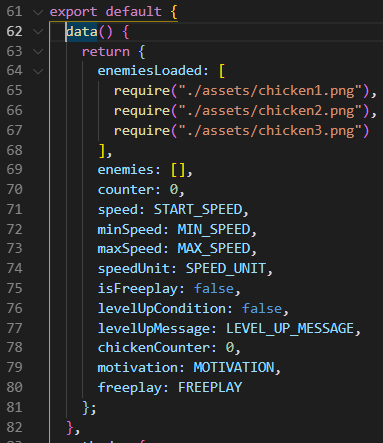 61 export default {
62 data() {
63 return {
64 enemiesLoaded: [
65 require("./assets/chicken1.png"),
66 require("./assets/chicken2.png"),
67 require("./assets/chicken3.png")
68 ],
69 enemies: [],
70 counter: 0,
71 speed: START_SPEED,
72 minSpeed: MIN_SPEED,
73 maxSpeed: MAX_SPEED,
74 speedUnit: SPEED_UNIT,
75 isFreeplay: false,
76 levelUpCondition: false,
77 levelUpMessage: LEVEL_UP_MESSAGE,
78 chickenCounter: 0,
79 motivation: MOTIVATION,
80 freeplay: FREEPLAY
81 };
82 },